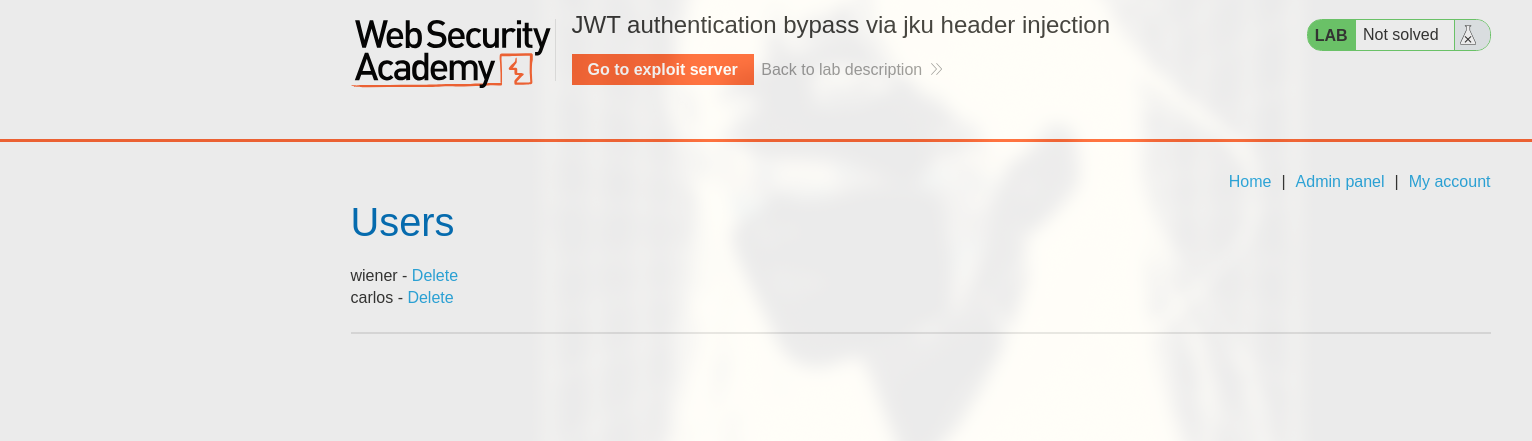 Web Security
Academy
JWT authentication bypass via jku header injection
Go to exploit server
Back to lab description
LAB
Not solved
Home | Admin panel | My account
Users
wiener - Delete
carlos - Delete